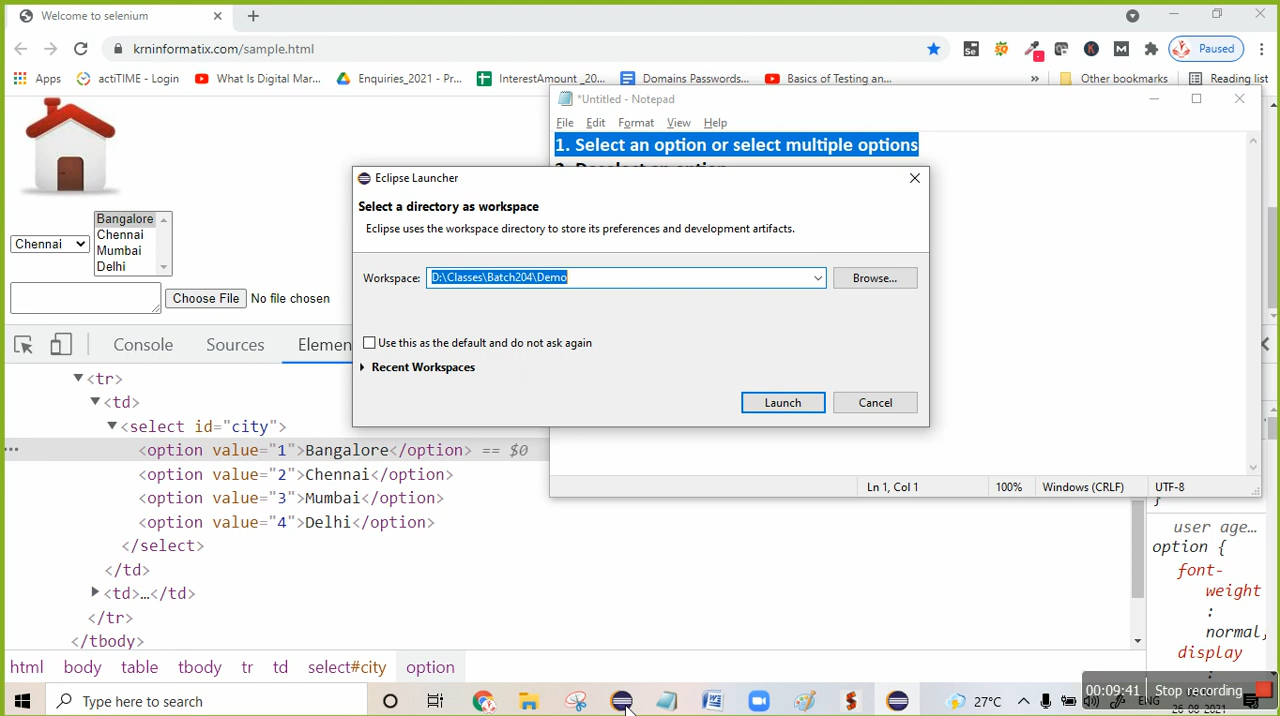 Welcome to selenium
krninformatix.com/sample.html
Paused
Apps
actiTIME - Login
What Is Digital Mar...
Enquiries_2021 - Pr...
InterestAmount _20...
Domains Passwords...
Basics of Testing an...
»
Other bookmarks
Reading list
*Untitled - Notepad
File Edit Format View Help
1. Select an option or select multiple options
Eclipse Launcher
Select a directory as workspace
Eclipse uses the workspace directory to store its preferences and development artifacts.
Workspace: D:\Classes\Batch204\Demo
Browse...
Use this as the default and do not ask again
Recent Workspaces
Launch
Cancel
Chennai
Bangalore
Chennai
Mumbai
Delhi
Choose File No file chosen
Console Sources Elemen
<tr>
<td>
<select id="city">
<option value="1">Bangalore</option> == $0
<option value="2">Chennai</option>
<option value="3">Mumbai</option>
<option value="4">Delhi</option>
</select>
</td>
<td>…</td>
</tr>
</tbody>
html body table tbody tr td select#city option
Ln 1, Col 1 100% Windows (CRLF) UTF-8
}
user age…
option {
font-
weight
:
normal;
display
:
00:09:41 Stop recording
Type here to search
27°C
ENG
26-08-2021